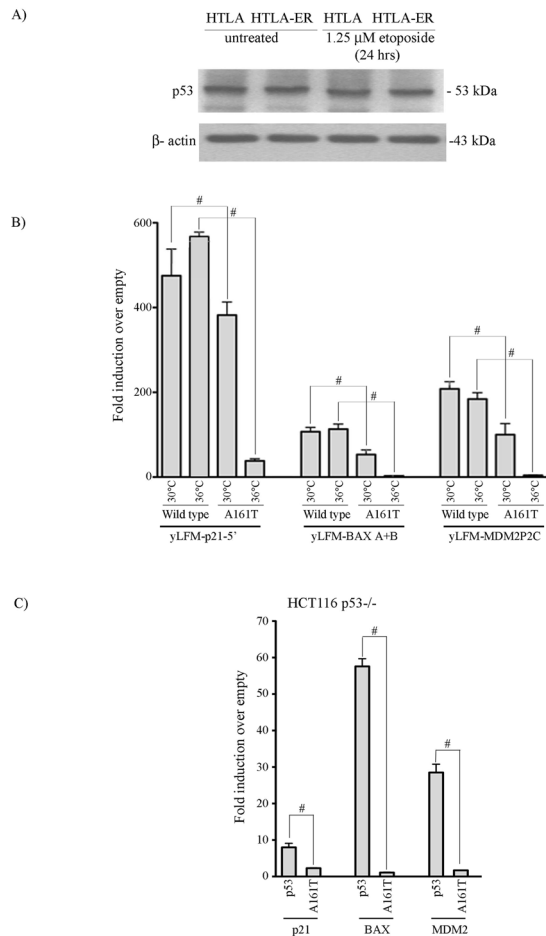 A)
HTLA HTLA-ER HTLA HTLA-ER
untreated 1.25 μM etoposide
(24 hrs)
p53 - 53 kDa
β- actin -43 kDa
B)
Fold induction over empty
600
400
200
0
# # # # # #
30°C 36°C 30°C 36°C 30°C 36°C 30°C 36°C 30°C 36°C 30°C 36°C
Wild type A161T Wild type A161T Wild type A161T
yLFM-p21-5' yLFM-BAX A+B yLFM-MDM2P2C
C)
HCT116 p53-/-
Fold induction over empty
70
60
50
40
30
20
10
0
# # #
p53 A161T p53 A161T p53 A161T
p21 BAX MDM2